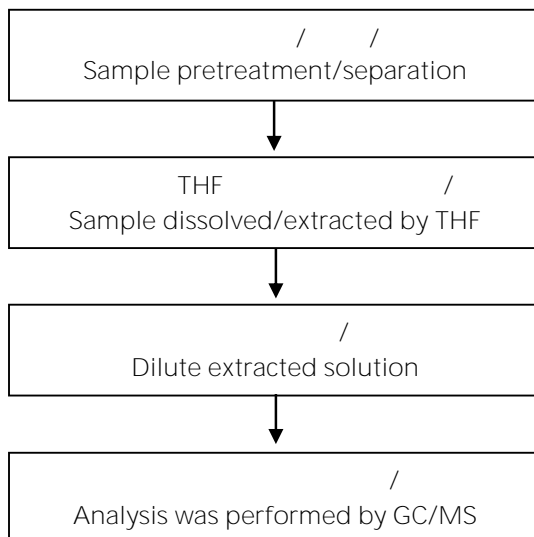 / /
Sample pretreatment/separation
THF /
Sample dissolved/extracted by THF
/
Dilute extracted solution
/
Analysis was performed by GC/MS